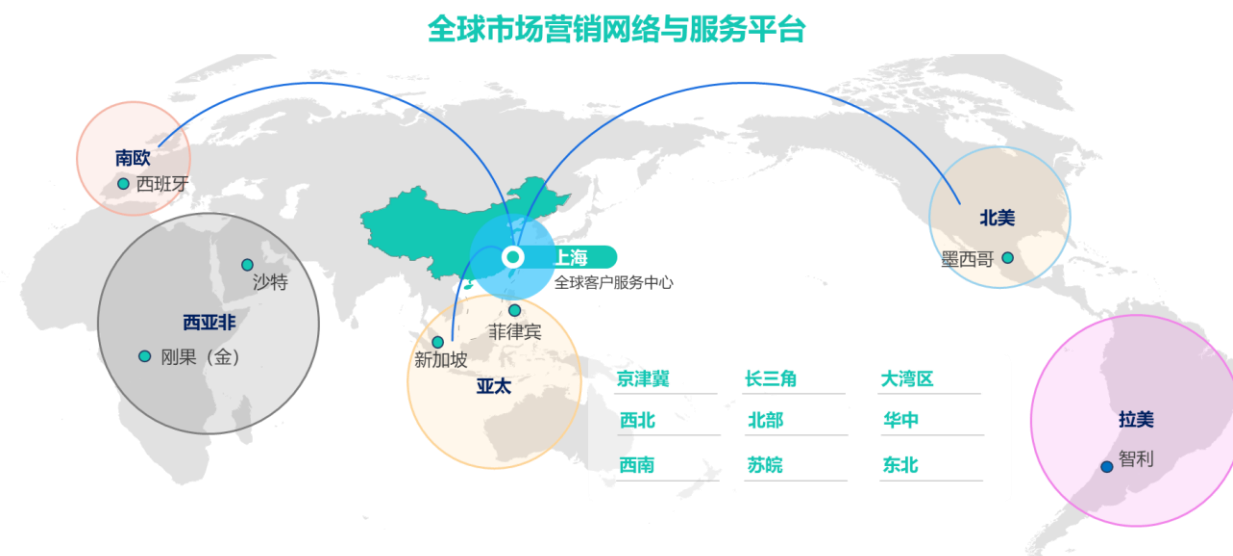 全球市场营销网络与服务平台
南欧
西班牙
北美
墨西哥
上海
全球客户服务中心
沙特
西亚非
刚果（金）
菲律宾
新加坡
亚太
京津冀 长三角 大湾区
西北 北部 华中
西南 苏皖 东北
拉美
智利